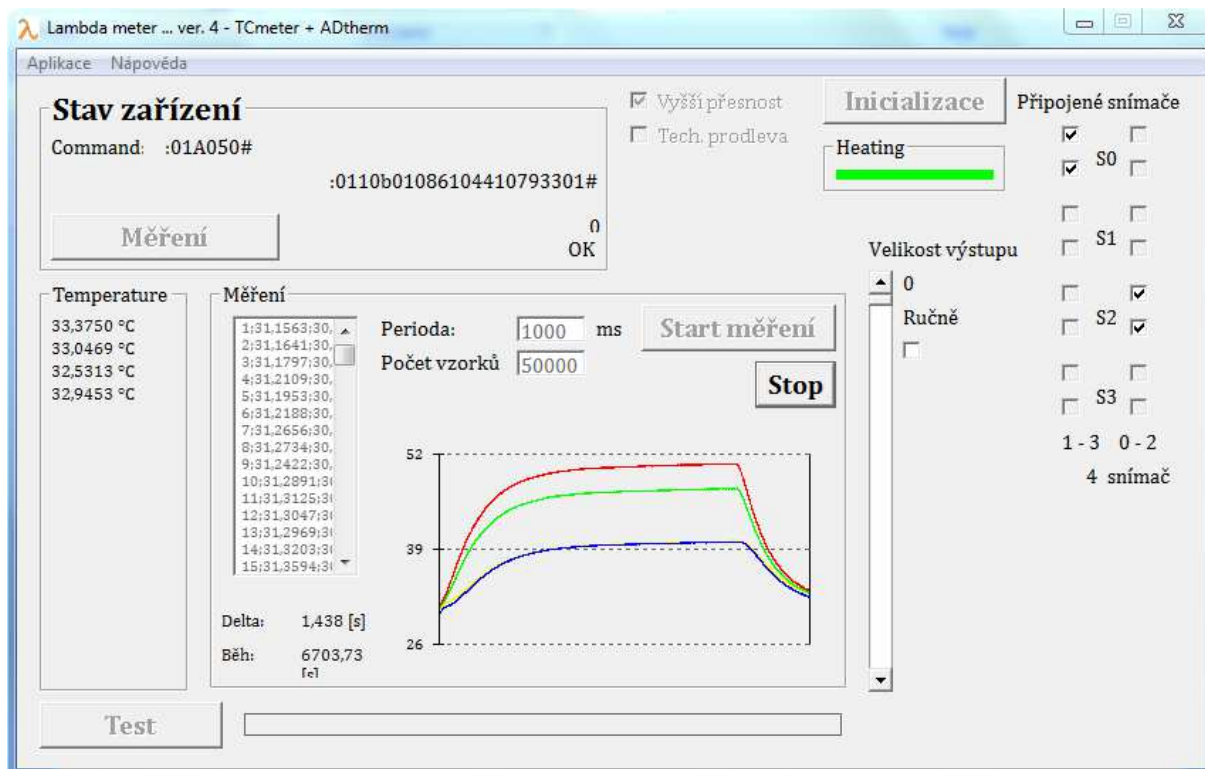 Lambda meter ... ver. 4 - TCmeter + ADtherm
Aplikace Nápověda
Stav zařízení
Command: :01A050#
:0110b01086104410793301#
0
OK
Měření
Vyšší přesnost
Tech. prodleva
Inicializace
Heating
Připojené snímače
S0
S1
S2
S3
1 - 3 0 - 2
4 snímač
Velikost výstupu
0
Ručně
Temperature
33,3750 °C
33,0469 °C
32,5313 °C
32,9453 °C
Měření
1;31,1563;30,
2;31,1641;30,
3;31,1797;30,
4;31,2109;30,
5;31,1953;30,
6;31,2188;30,
7;31,2656;30,
8;31,2734;30,
9;31,2422;30,
10;31,2891;30
11;31,3125;30
12;31,3047;30
13;31,2969;30
14;31,3203;30
15;31,3594;30
Perioda: 1000 ms
Počet vzorků 50000
Start měření
Stop
52
39
26
Delta: 1,438 [s]
Běh: 6703,73
[s]
Test